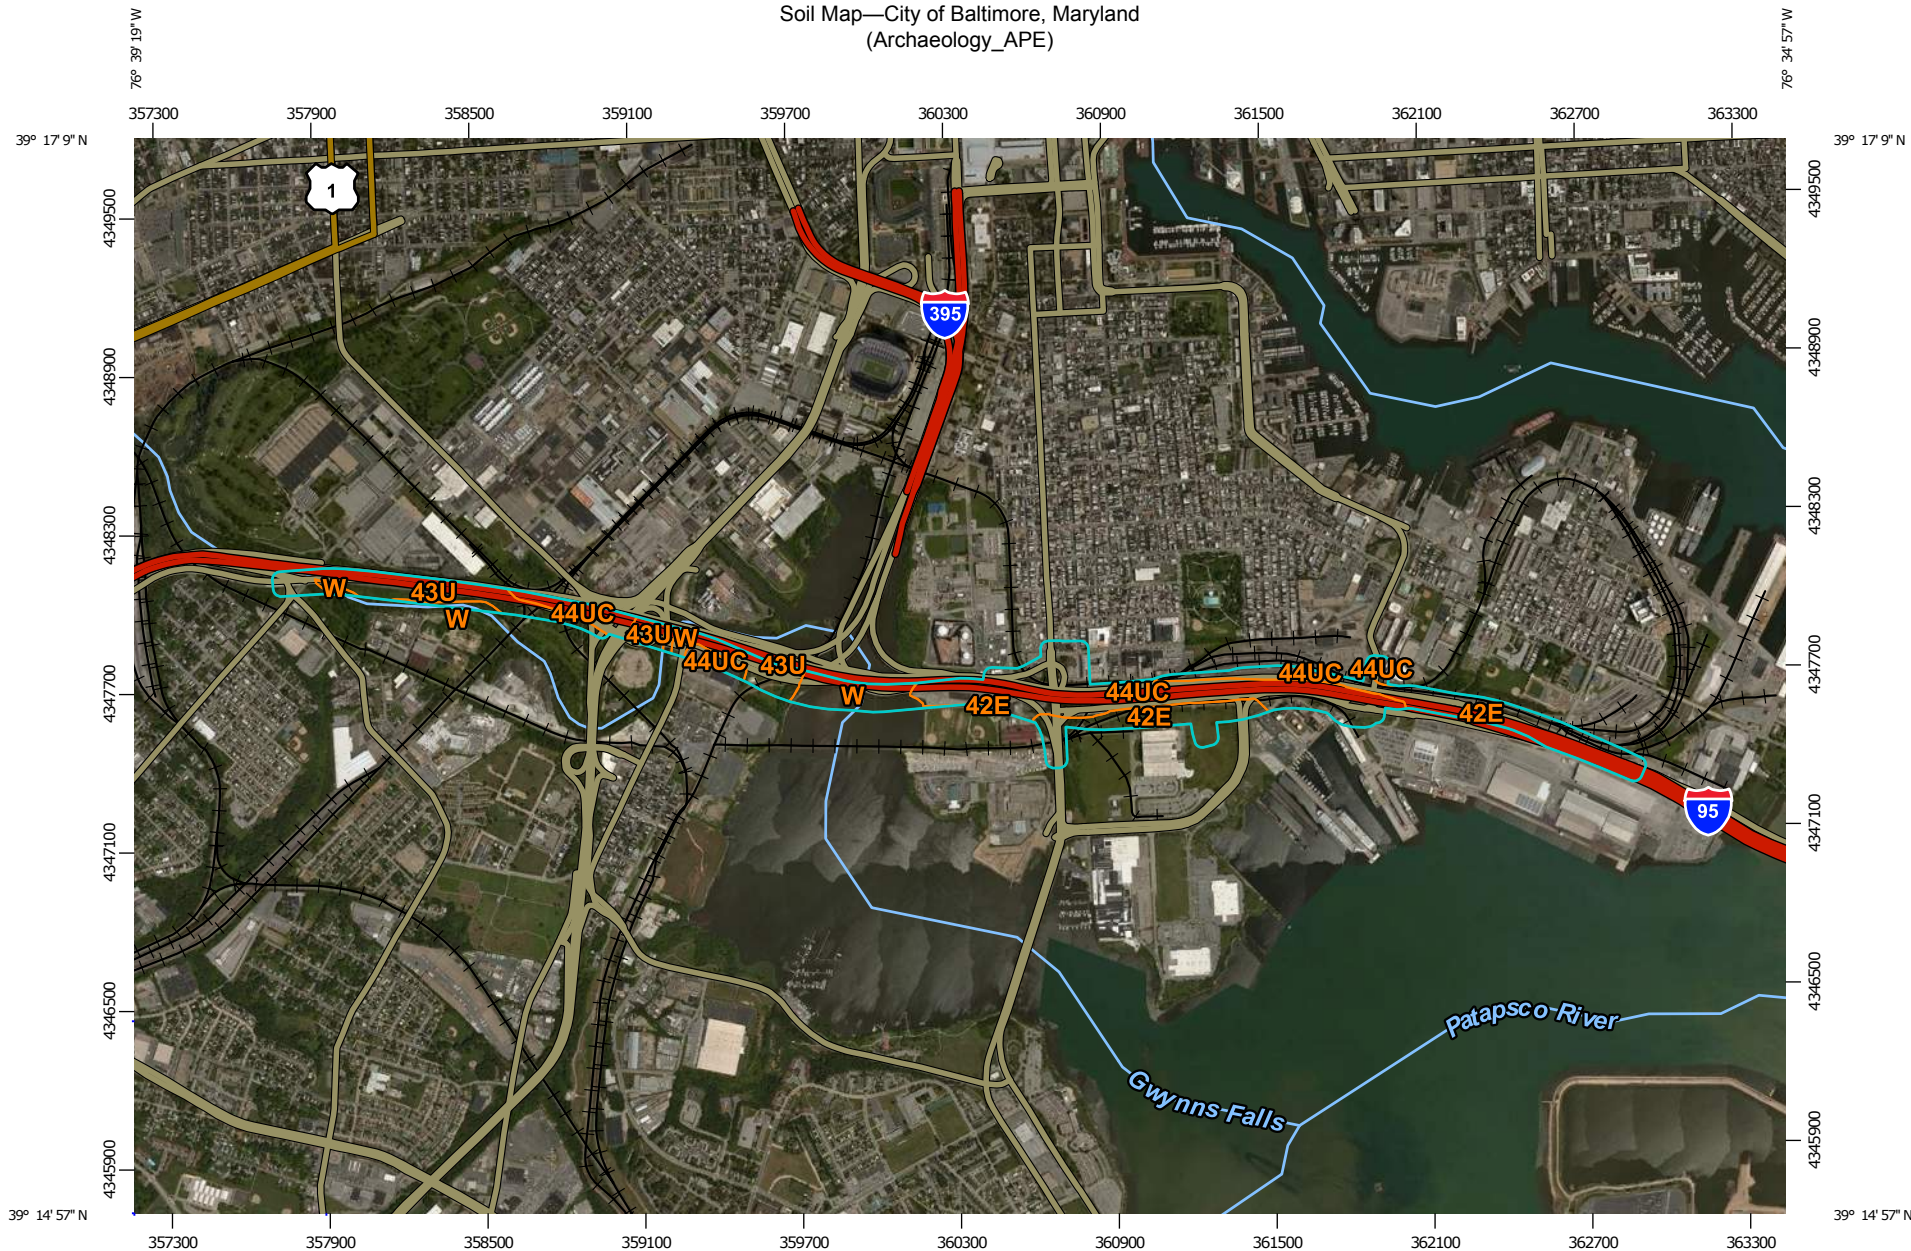 Soil Map—City of Baltimore, Maryland
(Archaeology_APE)
76° 39' 19" W
76° 34' 57" W
357300 357900 358500 359100 359700 360300 360900 361500 362100 362700 363300
39° 17' 9" N
39° 17' 9" N
4349500
4348900
4348300
4347700
4347100
4346500
4345900
4349500
4348900
4348300
4347700
4347100
4346500
4345900
1
395
W
43U
W
44UC
43U
W
44UC
43U
W
42E
44UC
42E
44UC
44UC
42E
95
Patapsco River
Gwynns Falls
39° 14' 57" N
39° 14' 57" N
357300 357900 358500 359100 359700 360300 360900 361500 362100 362700 363300